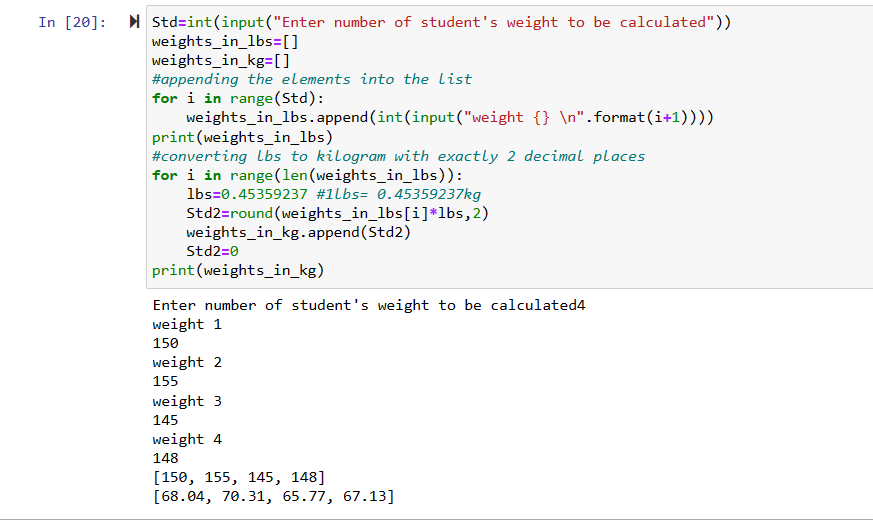 In [20]: Std=int(input("Enter number of student's weight to be calculated"))
weights_in_lbs=[]
weights_in_kg=[]
#appending the elements into the list
for i in range(Std):
    weights_in_lbs.append(int(input("weight {} \n".format(i+1))))
print(weights_in_lbs)
#converting lbs to kilogram with exactly 2 decimal places
for i in range(len(weights_in_lbs)):
    lbs=0.45359237 #1lbs= 0.45359237kg
    Std2=round(weights_in_lbs[i]*lbs,2)
    weights_in_kg.append(Std2)
    Std2=0
print(weights_in_kg)
Enter number of student's weight to be calculated4
weight 1
150
weight 2
155
weight 3
145
weight 4
148
[150, 155, 145, 148]
[68.04, 70.31, 65.77, 67.13]